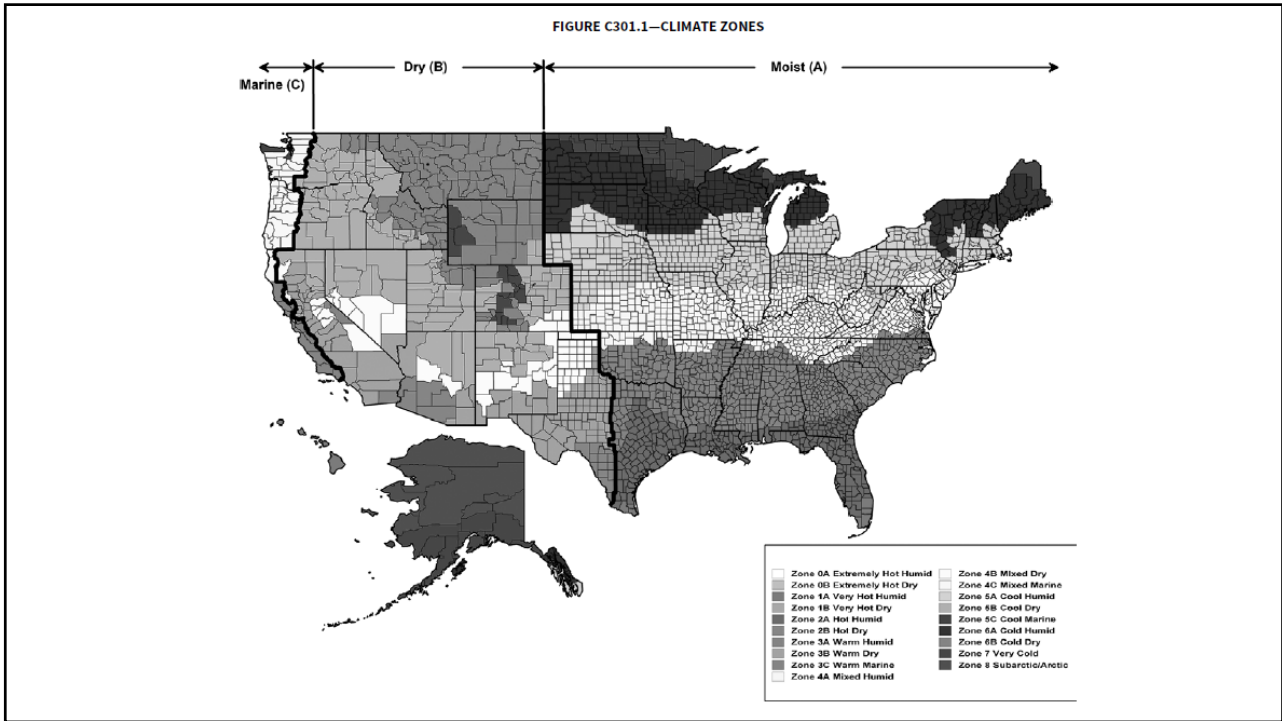 FIGURE C301.1—CLIMATE ZONES
Marine (C)
Dry (B)
Moist (A)
Zone 0A Extremely Hot Humid
Zone 0B Extremely Hot Dry
Zone 1A Very Hot Humid
Zone 1B Very Hot Dry
Zone 2A Hot Humid
Zone 2B Hot Dry
Zone 3A Warm Humid
Zone 3B Warm Dry
Zone 3C Warm Marine
Zone 4A Mixed Humid
Zone 4B Mixed Dry
Zone 4C Mixed Marine
Zone 5A Cool Humid
Zone 5B Cool Dry
Zone 5C Cool Marine
Zone 6A Cold Humid
Zone 6B Cold Dry
Zone 7 Very Cold
Zone 8 Subarctic/Arctic